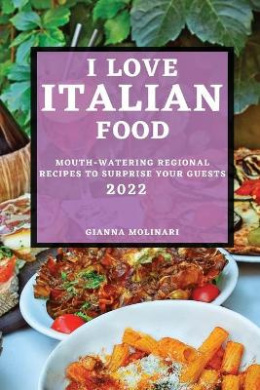 I LOVE
ITALIAN
FOOD
MOUTH-WATERING REGIONAL
RECIPES TO SURPRISE YOUR GUESTS
2022
GIANNA MOLINARI